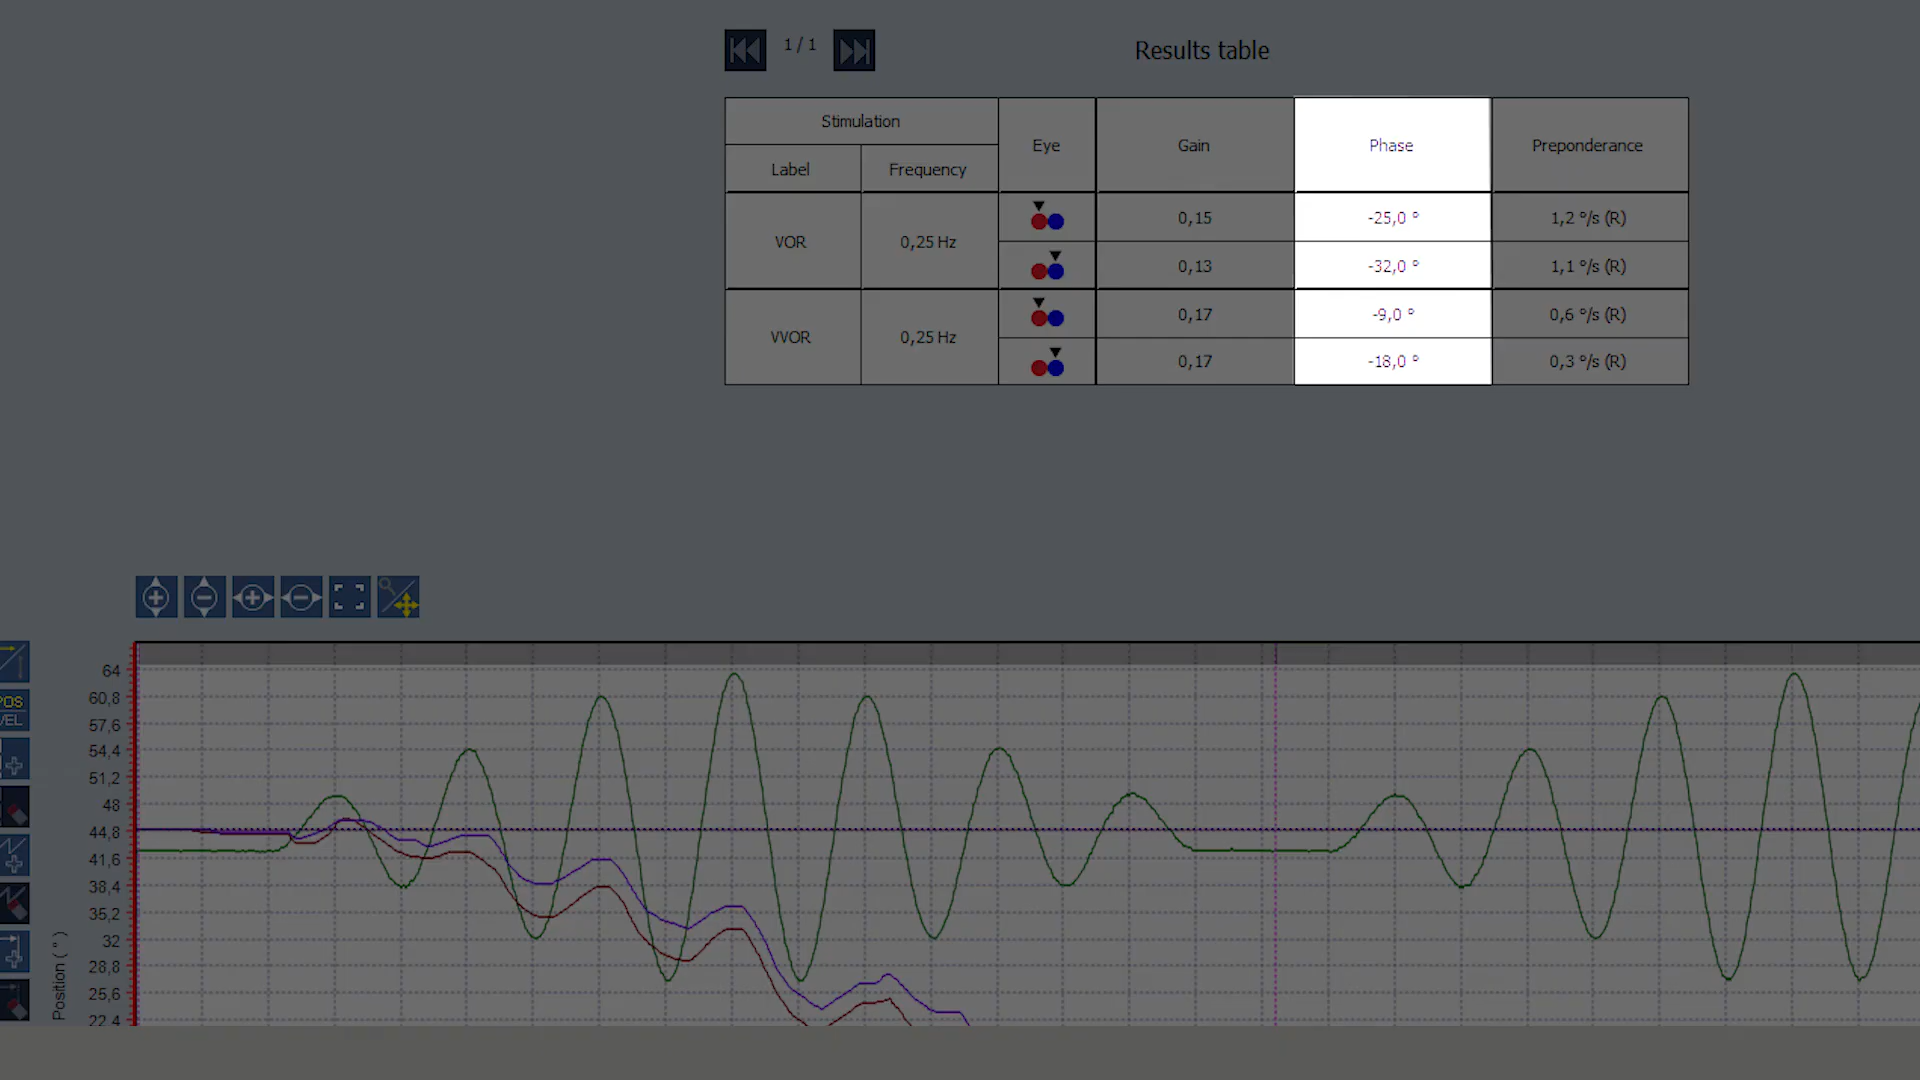 1 / 1
Results table
Stimulation
Eye
Gain
Phase
Preponderance
Label
Frequency
VOR
0,25 Hz
0,15
-25,0 °
1,2 °/s (R)
0,13
-32,0 °
1,1 °/s (R)
VVOR
0,25 Hz
0,17
-9,0 °
0,6 °/s (R)
0,17
-18,0 °
0,3 °/s (R)
POS
VEL
Position ( ° )
64
60,8
57,6
54,4
51,2
48
44,8
41,6
38,4
35,2
32
28,8
25,6
22,4